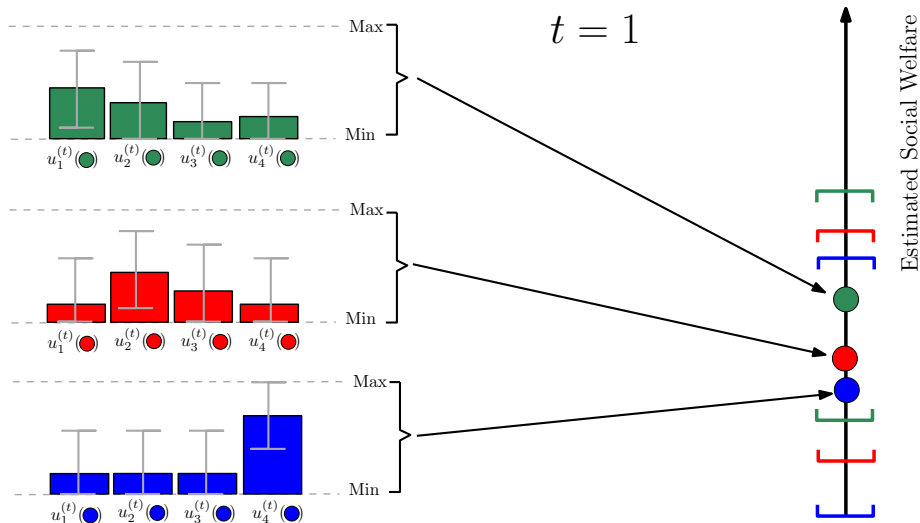 Max
t = 1
Min
u_1^{(t)}(●) u_2^{(t)}(●) u_3^{(t)}(●) u_4^{(t)}(●)
Max
Min
u_1^{(t)}(●) u_2^{(t)}(●) u_3^{(t)}(●) u_4^{(t)}(●)
Max
Min
u_1^{(t)}(●) u_2^{(t)}(●) u_3^{(t)}(●) u_4^{(t)}(●)
Estimated Social Welfare